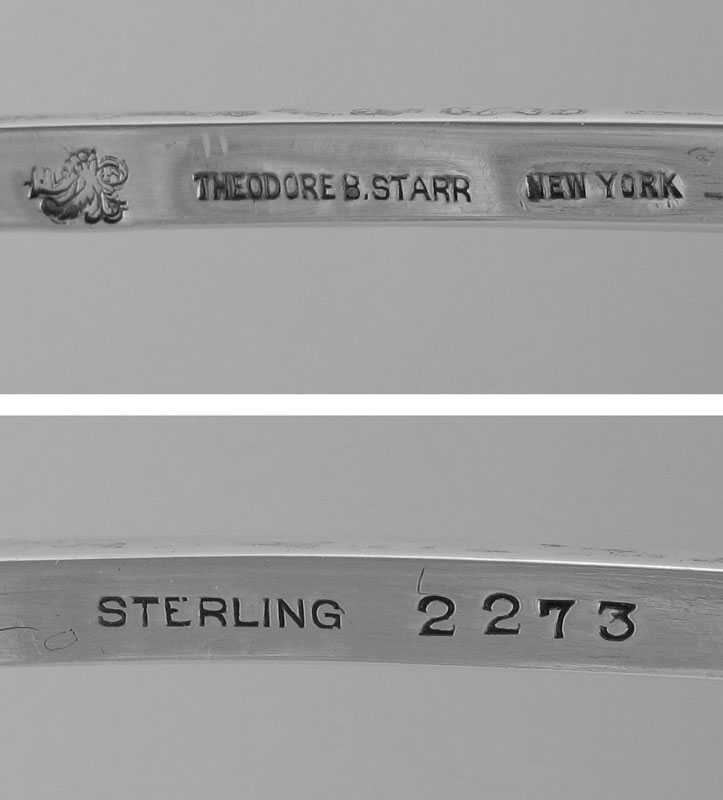 THEODORE B. STARR NEW YORK
STERLING 2273